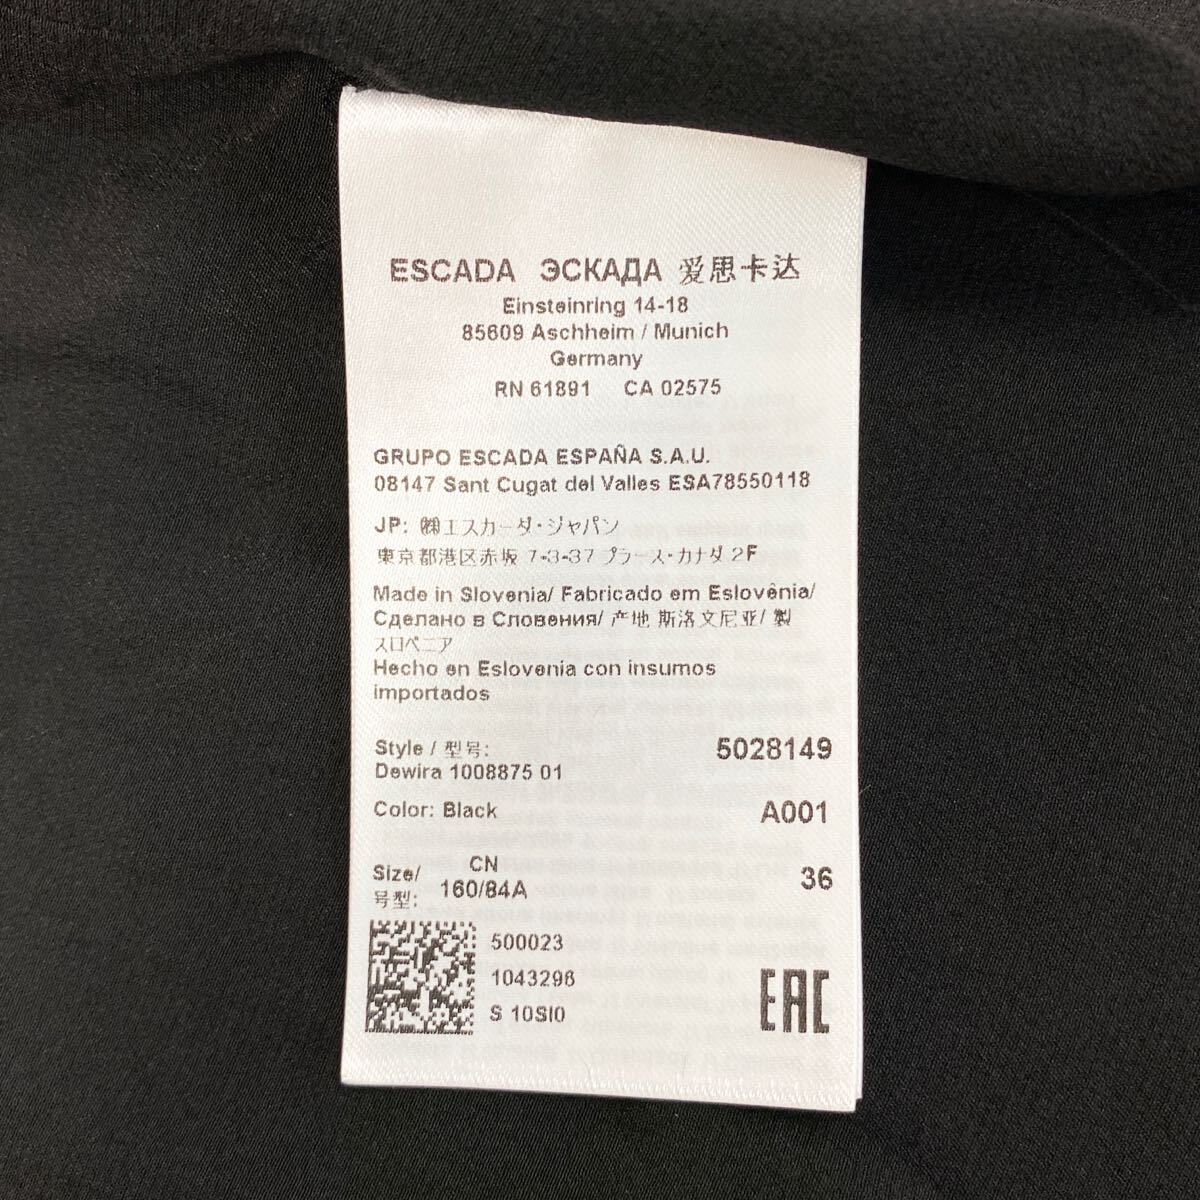 ESCADA ЭСКАДА 爱思卡达
Einsteinring 14-18
85609 Aschheim / Munich
Germany
RN 61891 CA 02575
GRUPO ESCADA ESPAÑA S.A.U.
08147 Sant Cugat del Valles ESA78550118
JP: ㈱エスカーダ・ジャパン
東京都港区赤坂 7-3-37 プラース・カナダ 2F
Made in Slovenia/ Fabricado em Eslovênia/
Сделано в Словения/ 产地 斯洛文尼亚/ 製
スロベニア
Hecho en Eslovenia con insumos
importados
Style / 型号: 5028149
Dewira 1008875 01
Color: Black A001
Size/ CN 36
号型: 160/84A
500023
1043296
S 10SI0
EAC